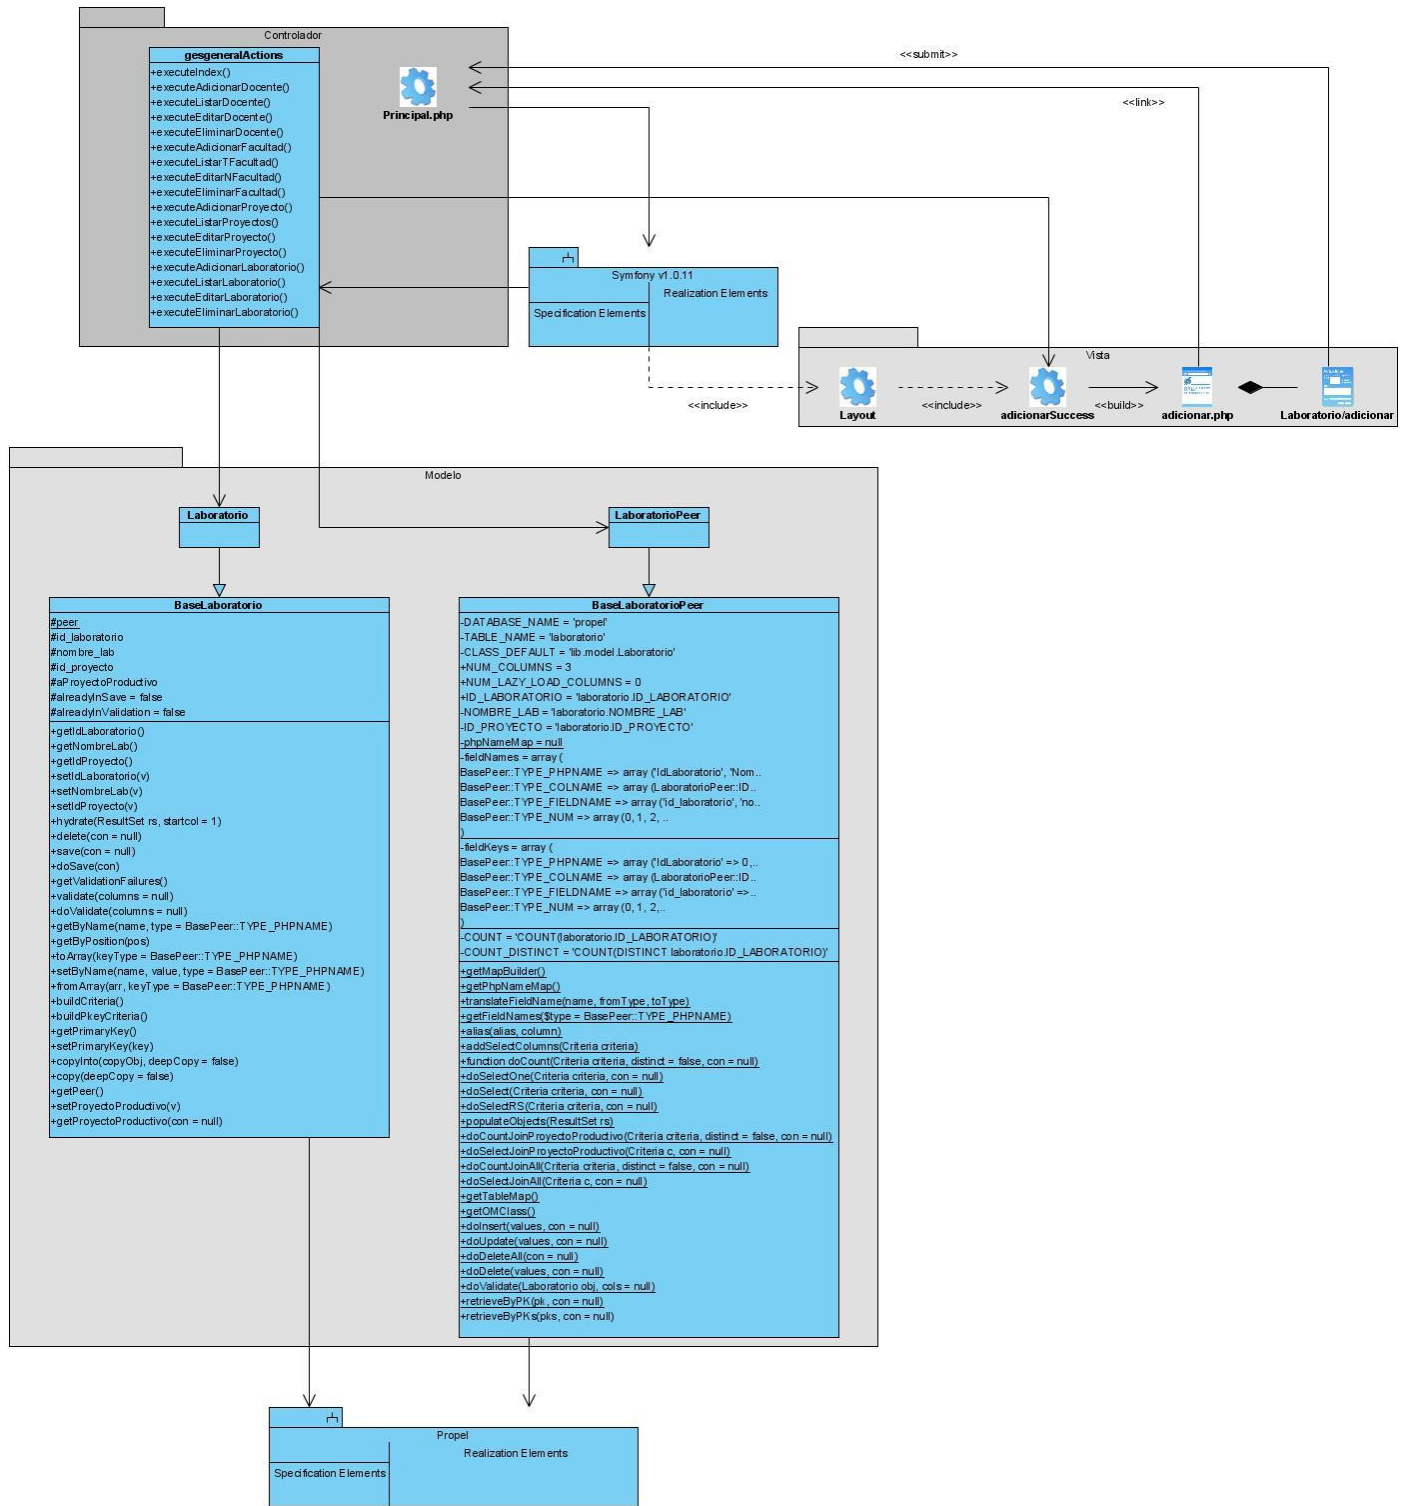 Controlador
gesgeneralActions
+executeIndex()
+executeAdicionarDocente()
+executeListarDocente()
+executeEditarDocente()
+executeEliminarDocente()
+executeAdicionarFacultad()
+executeListarTFacultad()
+executeEditarNFacultad()
+executeEliminarFacultad()
+executeAdicionarProyecto()
+executeListarProyectos()
+executeEditarProyecto()
+executeEliminarProyecto()
+executeAdicionarLaboratorio()
+executeListarLaboratorio()
+executeEditarLaboratorio()
+executeEliminarLaboratorio()
Principal.php
<<submit>>
<<link>>
Symfony v1.0.11
Realization Elements
Specification Elements
<<include>>
Vista
Layout
<<include>>
adicionarSuccess
<<build>>
adicionar.php
Laboratorio/adicionar
Modelo
Laboratorio
LaboratorioPeer
BaseLaboratorio
#peer
#id_laboratorio
#nombre_lab
#id_proyecto
#aProyectoProductivo
#alreadyInSave = false
#alreadyInValidation = false
+getIdLaboratorio()
+getNombreLab()
+getIdProyecto()
+setIdLaboratorio(v)
+setNombreLab(v)
+setIdProyecto(v)
+hydrate(ResultSet rs, startcol = 1)
+delete(con = null)
+save(con = null)
+doSave(con)
+getValidationFailures()
+validate(columns = null)
+doValidate(columns = null)
+getByName(name, type = BasePeer::TYPE_PHPNAME)
+getByPosition(pos)
+toArray(keyType = BasePeer::TYPE_PHPNAME)
+setByName(name, value, type = BasePeer::TYPE_PHPNAME)
+fromArray(arr, keyType = BasePeer::TYPE_PHPNAME)
+buildCriteria()
+buildPkeyCriteria()
+getPrimaryKey()
+setPrimaryKey(key)
+copyInto(copyObj, deepCopy = false)
+copy(deepCopy = false)
+getPeer()
+setProyectoProductivo(v)
+getProyectoProductivo(con = null)
BaseLaboratorioPeer
-DATABASE_NAME = 'propel'
-TABLE_NAME = 'laboratorio'
-CLASS_DEFAULT = 'lib.model.Laboratorio'
+NUM_COLUMNS = 3
+NUM_LAZY_LOAD_COLUMNS = 0
+ID_LABORATORIO = 'laboratorio.ID_LABORATORIO'
-NOMBRE_LAB = 'laboratorio.NOMBRE_LAB'
-ID_PROYECTO = 'laboratorio.ID_PROYECTO'
-phpNameMap = null
-fieldNames = array (
BasePeer::TYPE_PHPNAME => array ('IdLaboratorio', 'Nom..
BasePeer::TYPE_COLNAME => array (LaboratorioPeer::ID..
BasePeer::TYPE_FIELDNAME => array ('id_laboratorio', 'no..
BasePeer::TYPE_NUM => array (0, 1, 2, ..
)
-fieldKeys = array (
BasePeer::TYPE_PHPNAME => array ('IdLaboratorio' => 0,..
BasePeer::TYPE_COLNAME => array (LaboratorioPeer::ID..
BasePeer::TYPE_FIELDNAME => array ('id_laboratorio' =>..
BasePeer::TYPE_NUM => array (0, 1, 2,..
)
-COUNT = 'COUNT(laboratorio.ID_LABORATORIO)'
-COUNT_DISTINCT = 'COUNT(DISTINCT laboratorio.ID_LABORATORIO)'
+getMapBuilder()
+getPhpNameMap()
+translateFieldName(name, fromType, toType)
+getFieldNames($type = BasePeer::TYPE_PHPNAME)
+alias(alias, column)
+addSelectColumns(Criteria criteria)
+function doCount(Criteria criteria, distinct = false, con = null)
+doSelectOne(Criteria criteria, con = null)
+doSelect(Criteria criteria, con = null)
+doSelectRS(Criteria criteria, con = null)
+populateObjects(ResultSet rs)
+doCountJoinProyectoProductivo(Criteria criteria, distinct = false, con = null)
+doSelectJoinProyectoProductivo(Criteria c, con = null)
+doCountJoinAll(Criteria criteria, distinct = false, con = null)
+doSelectJoinAll(Criteria c, con = null)
+getTableMap()
+getOMClass()
+doInsert(values, con = null)
+doUpdate(values, con = null)
+doDeleteAll(con = null)
+doDelete(values, con = null)
+doValidate(Laboratorio obj, cols = null)
+retrieveByPK(pk, con = null)
+retrieveByPKs(pks, con = null)
Propel
Realization Elements
Specification Elements